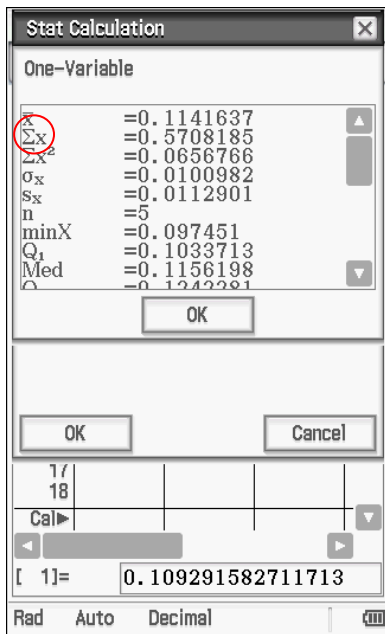 Stat Calculation
One-Variable
x̄ =0.1141637
Σx =0.5708185
Σx² =0.0656766
σx =0.0100982
sx =0.0112901
n =5
minX =0.097451
Q₁ =0.1033713
Med =0.1156198
=0.1242281
OK
OK Cancel
17
18
Cal▶
[ 1]= 0.109291582711713
Rad Auto Decimal